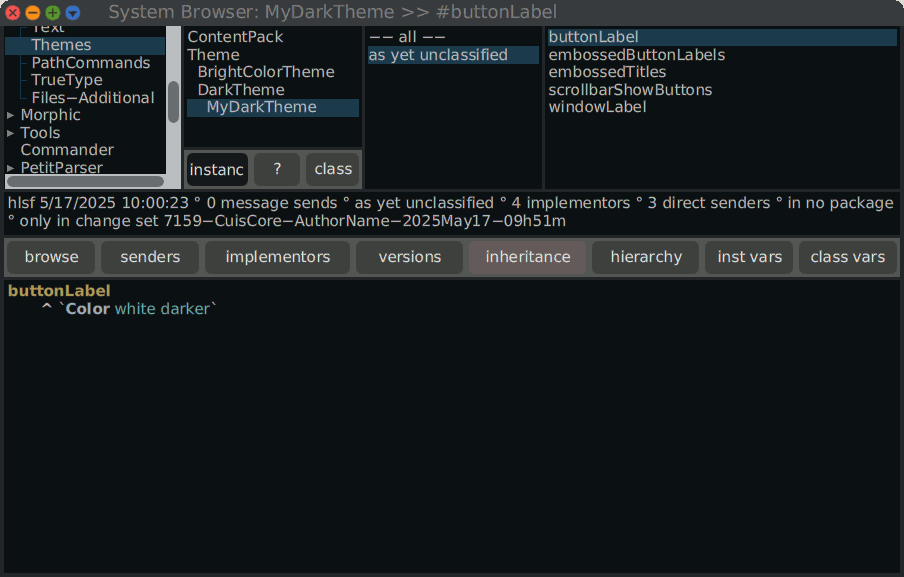 System Browser: MyDarkTheme >> #buttonLabel
Text
Themes
PathCommands
TrueType
Files−Additional
Morphic
Tools
Commander
PetitParser
ContentPack
Theme
BrightColorTheme
DarkTheme
MyDarkTheme
instanc
?
class
−− all −−
as yet unclassified
buttonLabel
embossedButtonLabels
embossedTitles
scrollbarShowButtons
windowLabel
hlsf 5/17/2025 10:00:23 ° 0 message sends ° as yet unclassified ° 4 implementors ° 3 direct senders ° in no package
° only in change set 7159−CuisCore−AuthorName−2025May17−09h51m
browse
senders
implementors
versions
inheritance
hierarchy
inst vars
class vars
buttonLabel
^ `Color white darker`